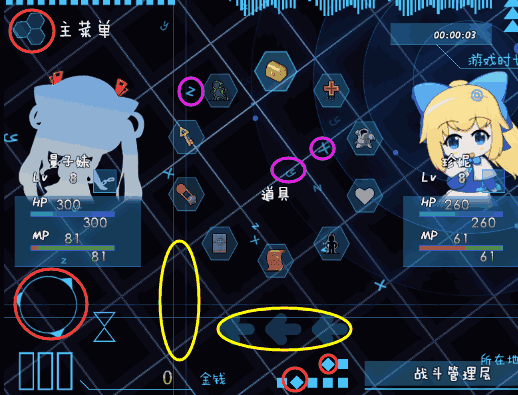 主菜单
00:00:03
游戏时
z
y
x
量子妹
Lv 8
HP 300
300
MP 81
81
道具
珍妮
Lv 8
HP 260
260
MP 61
61
z
x
z
x
0
金钱
所在地
战斗管理层